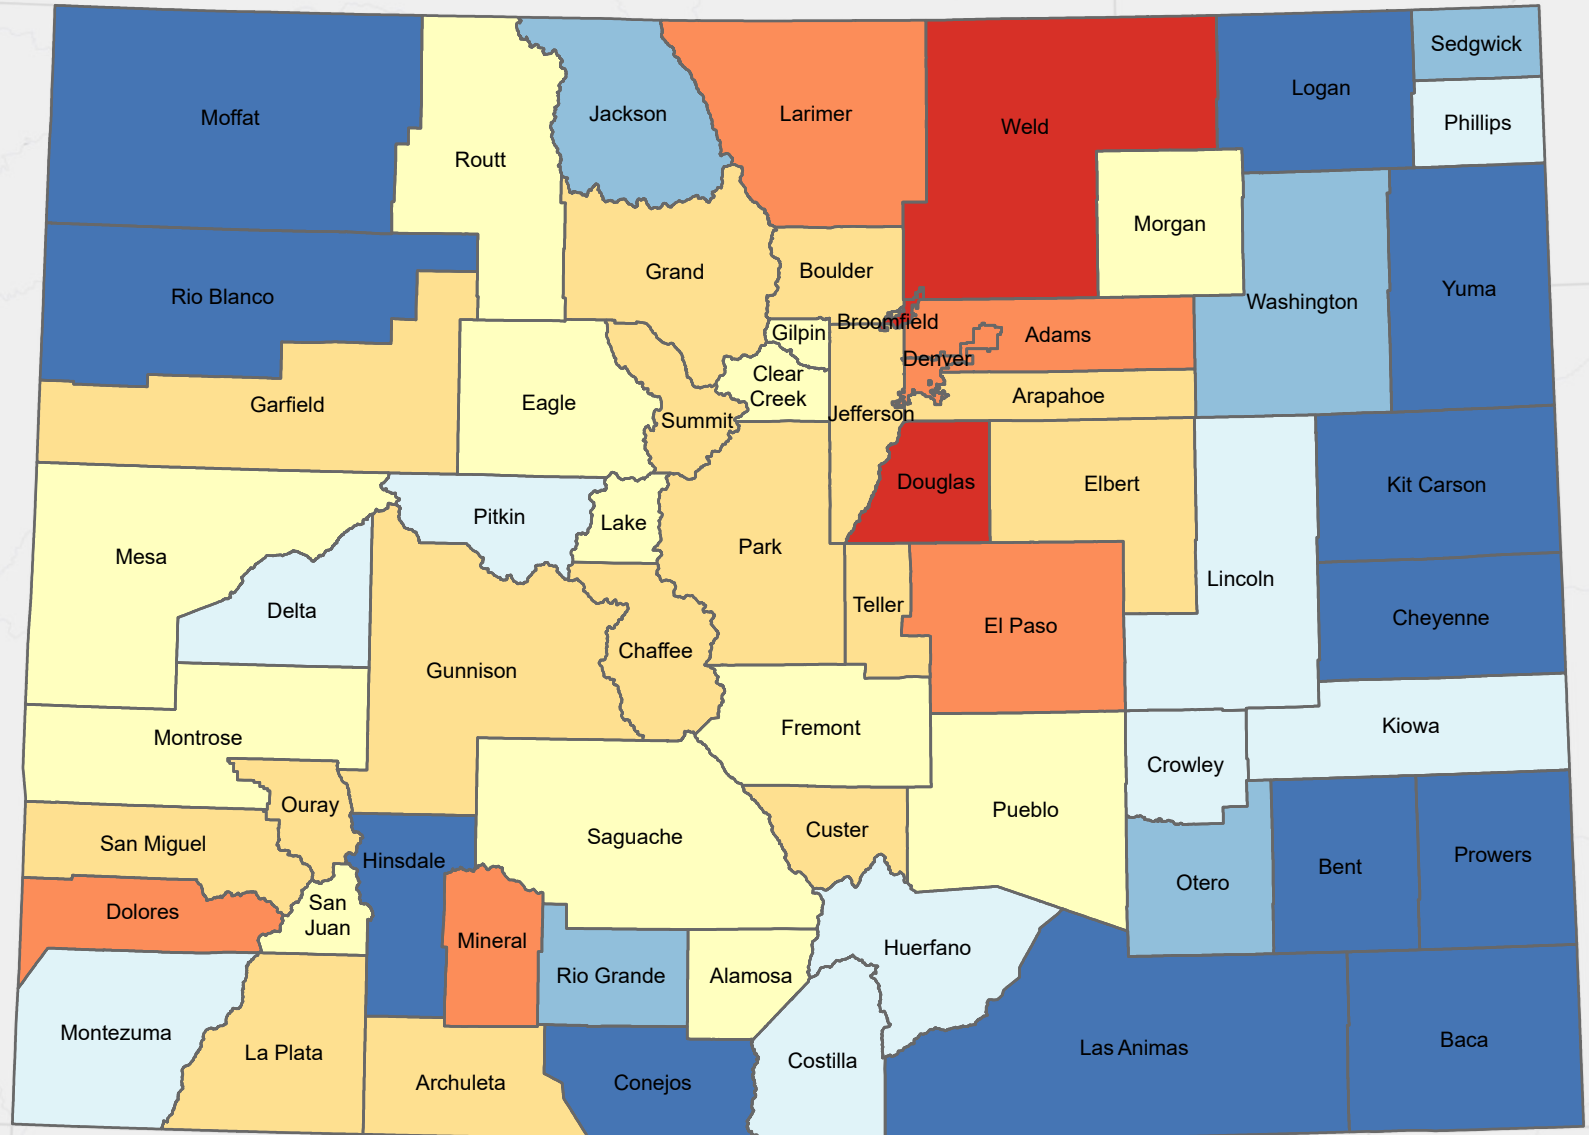 Sedgwick
Logan
Moffat
Jackson
Larimer
Weld
Phillips
Routt
Morgan
Grand
Boulder
Rio Blanco
Washington
Yuma
Broomfield
Gilpin
Adams
Denver
Clear
Creek
Garfield
Eagle
Summit
Jefferson
Arapahoe
Douglas
Elbert
Kit Carson
Pitkin
Lake
Park
Mesa
Lincoln
Delta
Teller
El Paso
Cheyenne
Chaffee
Gunnison
Fremont
Kiowa
Montrose
Crowley
Ouray
Pueblo
San Miguel
Saguache
Custer
Hinsdale
Prowers
Bent
Otero
Dolores
San
Juan
Mineral
Huerfano
Rio Grande
Alamosa
Montezuma
La Plata
Archuleta
Conejos
Costilla
Las Animas
Baca